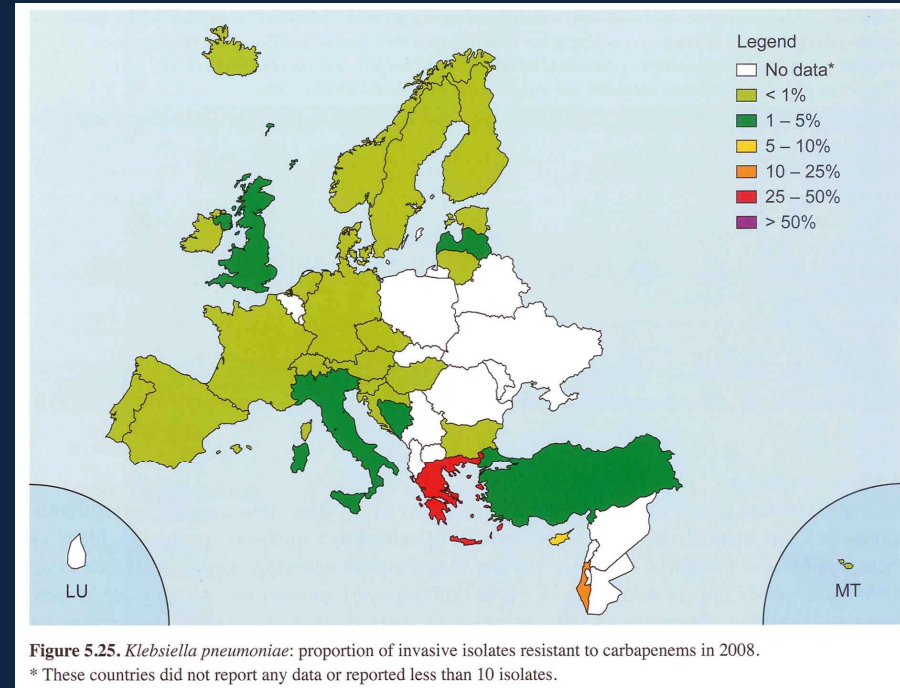 Legend
No data*
< 1%
1 – 5%
5 – 10%
10 – 25%
25 – 50%
> 50%
LU
MT
Figure 5.25. Klebsiella pneumoniae: proportion of invasive isolates resistant to carbapenems in 2008.
* These countries did not report any data or reported less than 10 isolates.